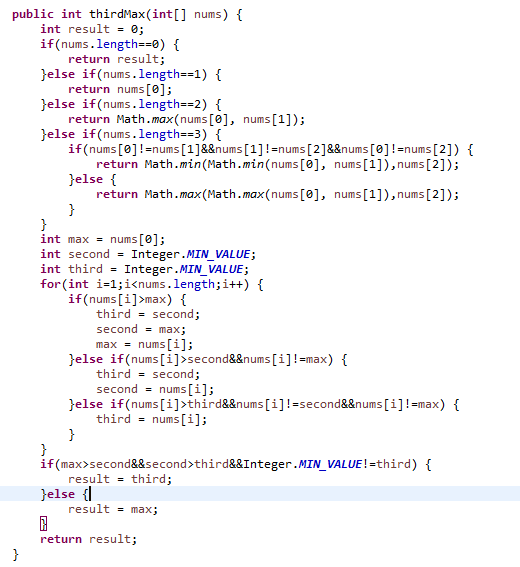 public int thirdMax(int[] nums) {
    int result = 0;
    if(nums.length==0) {
        return result;
    }else if(nums.length==1) {
        return nums[0];
    }else if(nums.length==2) {
        return Math.max(nums[0], nums[1]);
    }else if(nums.length==3) {
        if(nums[0]!=nums[1]&&nums[1]!=nums[2]&&nums[0]!=nums[2]) {
            return Math.min(Math.min(nums[0], nums[1]),nums[2]);
        }else {
            return Math.max(Math.max(nums[0], nums[1]),nums[2]);
        }
    }
    int max = nums[0];
    int second = Integer.MIN_VALUE;
    int third = Integer.MIN_VALUE;
    for(int i=1;i<nums.length;i++) {
        if(nums[i]>max) {
            third = second;
            second = max;
            max = nums[i];
        }else if(nums[i]>second&&nums[i]!=max) {
            third = second;
            second = nums[i];
        }else if(nums[i]>third&&nums[i]!=second&&nums[i]!=max) {
            third = nums[i];
        }
    }
    if(max>second&&second>third&&Integer.MIN_VALUE!=third) {
        result = third;
    }else {
        result = max;
    }
    return result;
}